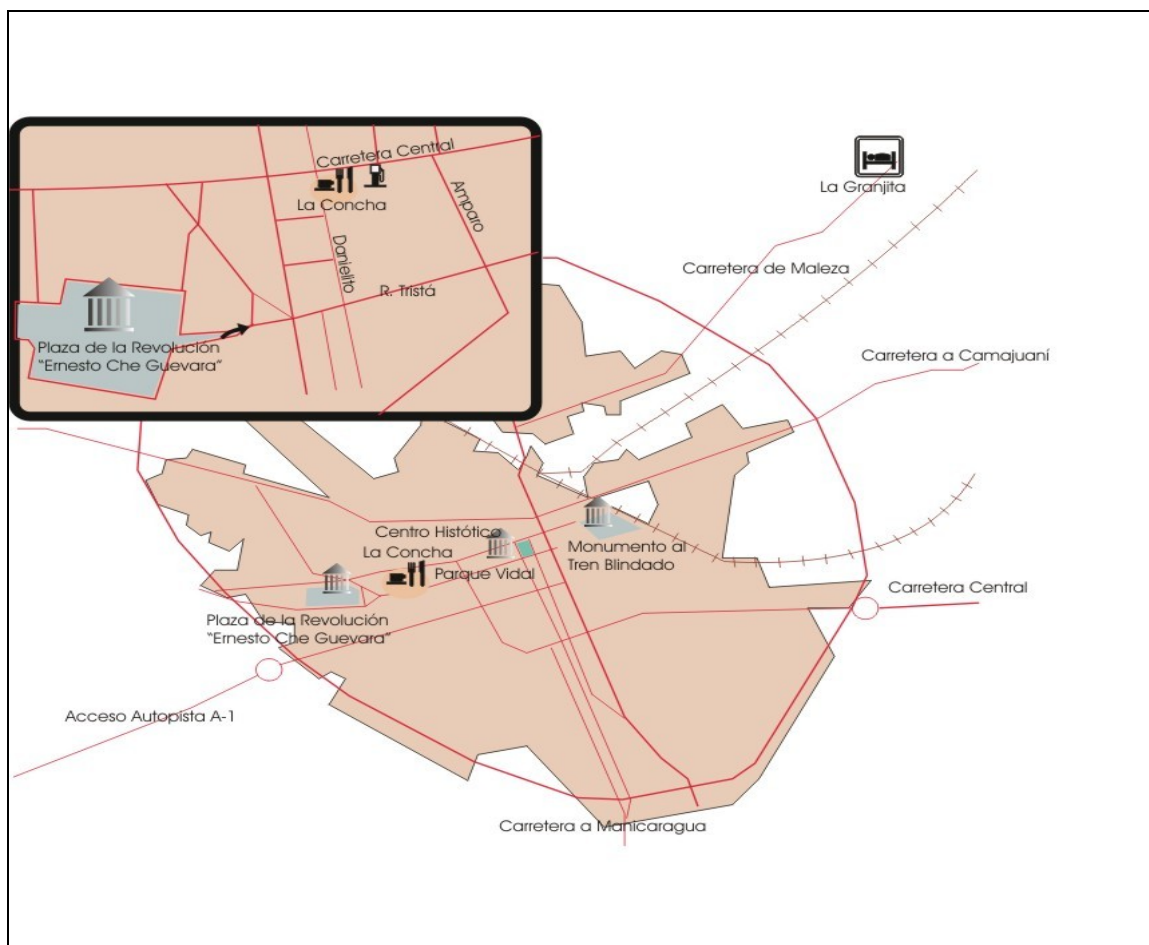 Carretera Central
La Concha
Amparo
Danielito
R. Tristá
Plaza de la Revolución
"Ernesto Che Guevara"
La Granjita
Carretera de Maleza
Carretera a Camajuaní
Centro Histótico
La Concha
Parque Vidal
Monumento al
Tren Blindado
Carretera Central
Plaza de la Revolución
"Ernesto Che Guevara"
Acceso Autopista A-1
Carretera a Manicaragua